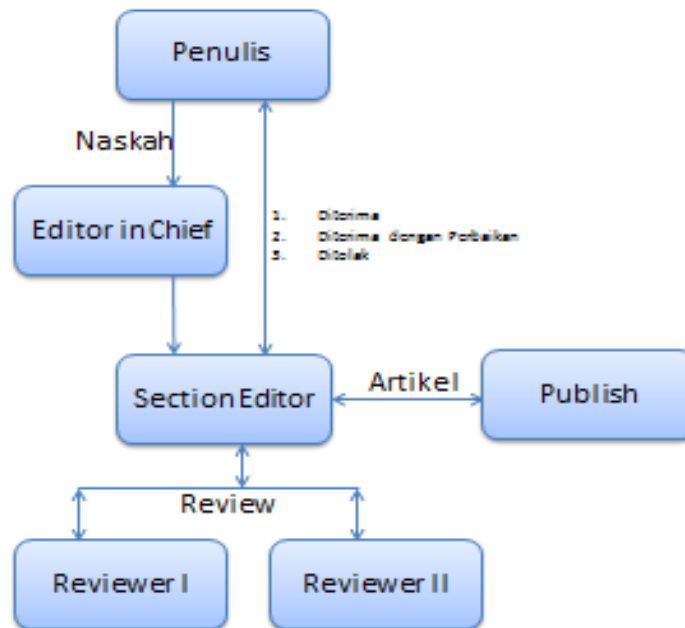 Penulis
Naskah
Editor in Chief
1. Diterima
2. Diterima dengan Perbaikan
3. Ditolak
Section Editor
Artikel
Publish
Review
Reviewer I
Reviewer II